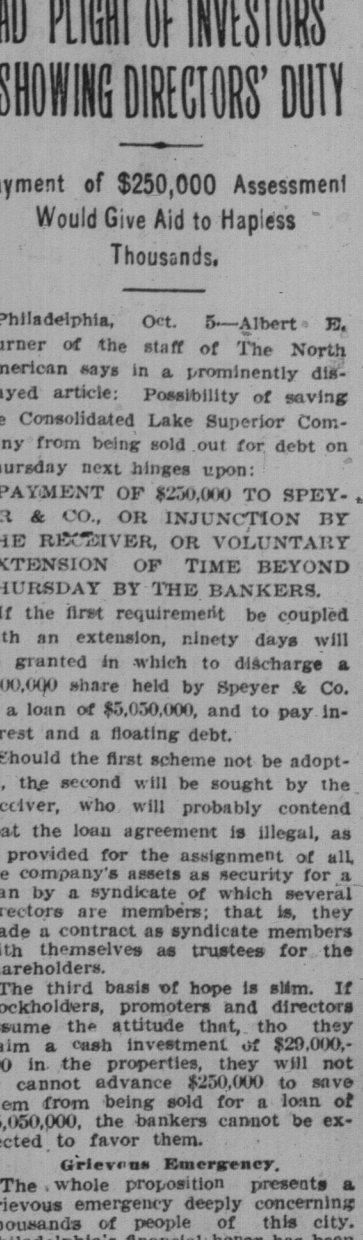 AD PLIGHT OF INVESTORS
SHOWING DIRECTORS' DUTY
yment of $250,000 Assessment
Would Give Aid to Hapless
Thousands.
Philadelphia, Oct. 5—Albert E.
urner of the staff of The North
merican says in a prominently dis-
ayed article: Possibility of saving
e Consolidated Lake Superior Com-
ny from being sold out for debt on
ursday next hinges upon:
PAYMENT OF $250,000 TO SPEY-
R & CO., OR INJUNCTION BY
HE RECEIVER, OR VOLUNTARY
XTENSION OF TIME BEYOND
HURSDAY BY THE BANKERS.
If the first requirement be coupled
th an extension, ninety days will
granted in which to discharge a
00,000 share held by Speyer & Co.
a loan of $5,050,000, and to pay in-
rest and a floating debt.
Should the first scheme not be adopt-
, the second will be sought by the
ceiver, who will probably contend
at the loan agreement is illegal, as
provided for the assignment of all
e company's assets as security for a
an by a syndicate of which several
rectors are members; that is, they
ade a contract as syndicate members
ith themselves as trustees for the
areholders.
The third basis of hope is slim. If
ockholders, promoters and directors
sume the attitude that, tho they
aim a cash investment of $29,000,-
0 in the properties, they will not
cannot advance $250,000 to save
em from being sold for a loan of
5,050,000, the bankers cannot be ex-
cted to favor them.
Grievous Emergency.
The whole proposition presents a
rievous emergency deeply concerning
ousands of people of this city.